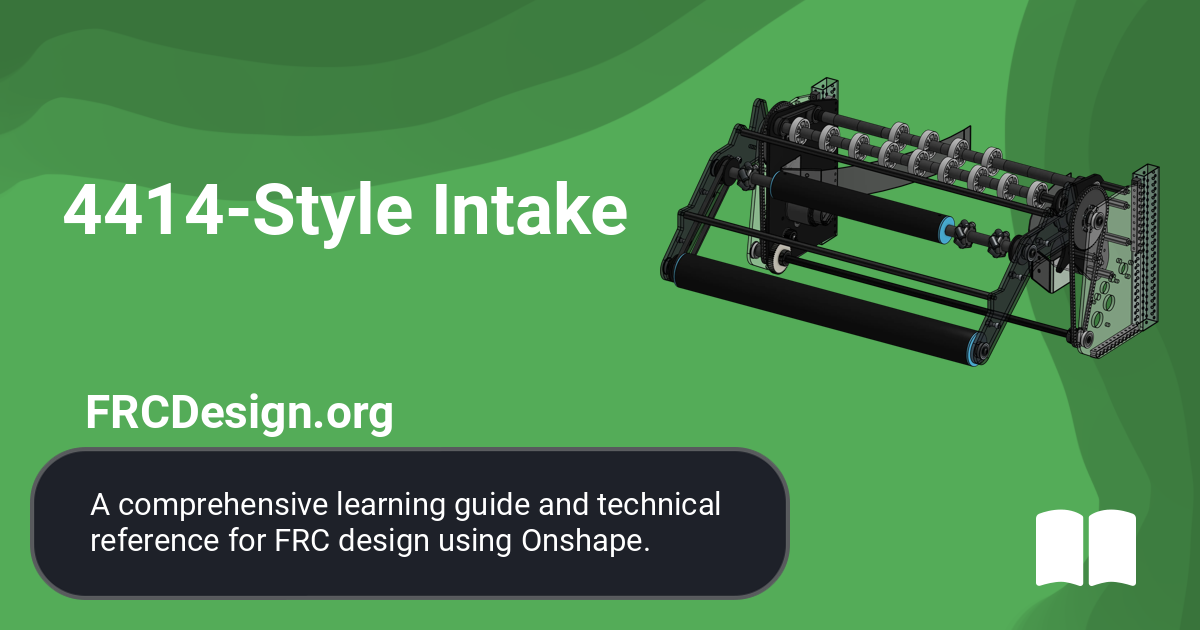 4414-Style Intake
FRCDesign.org
A comprehensive learning guide and technical
reference for FRC design using Onshape.